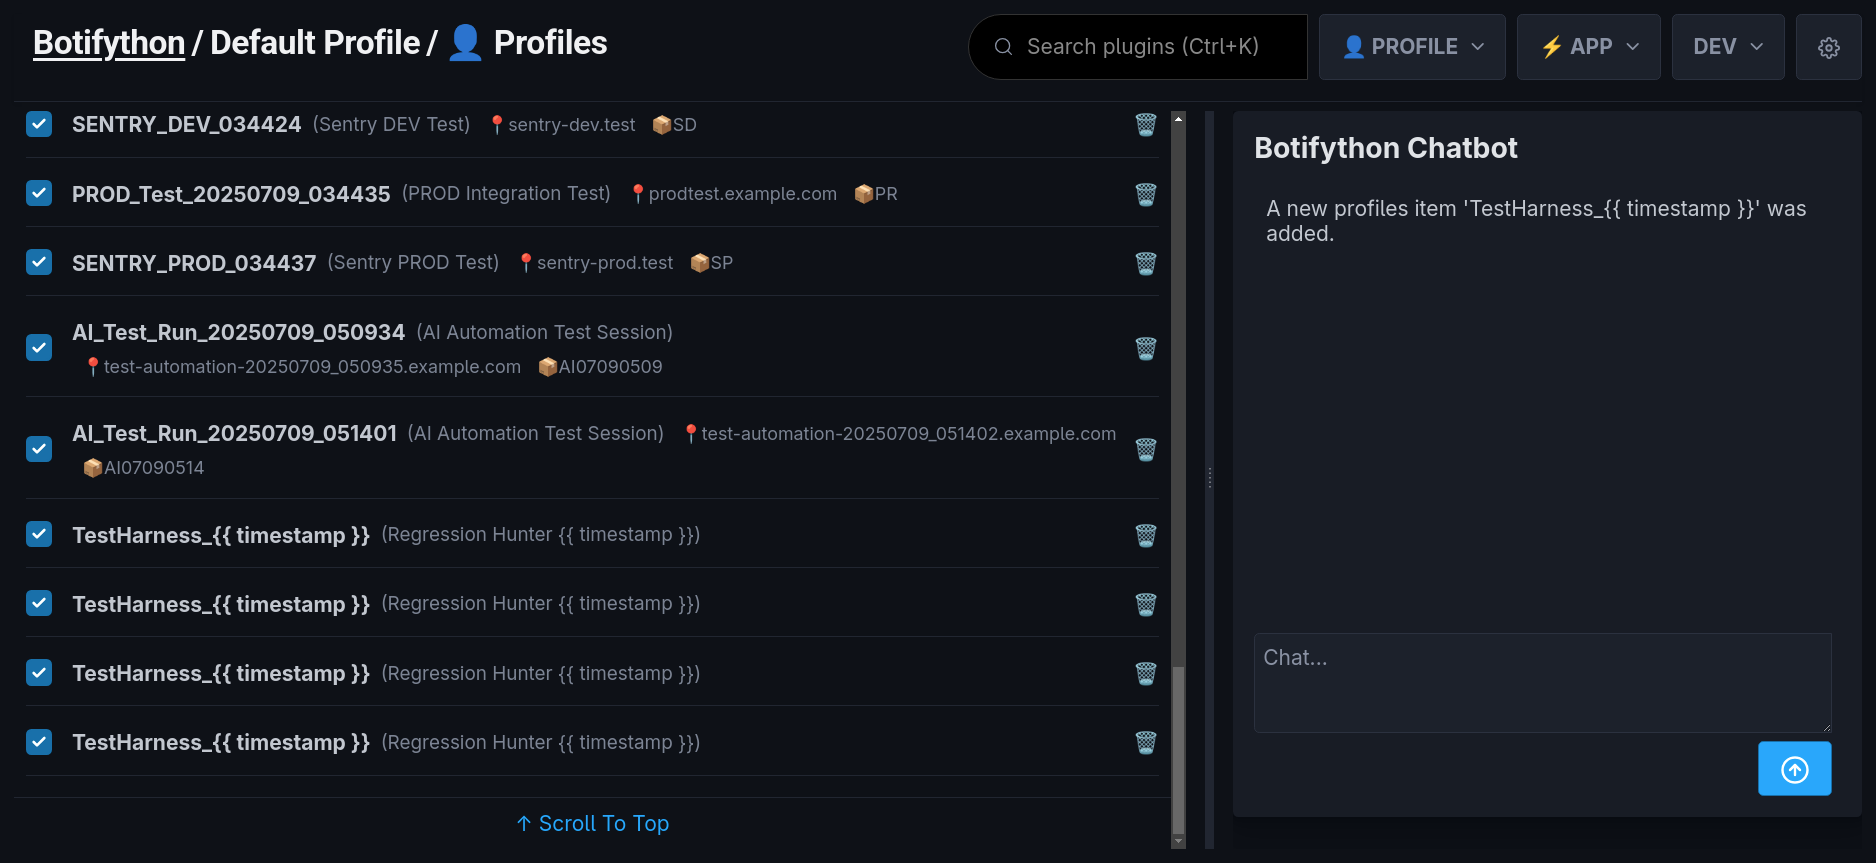 Botifython / Default Profile / 👤 Profiles
Search plugins (Ctrl+K)
👤 PROFILE
⚡ APP
DEV
SENTRY_DEV_034424 (Sentry DEV Test) 📍sentry-dev.test 📦SD
PROD_Test_20250709_034435 (PROD Integration Test) 📍prodtest.example.com 📦PR
SENTRY_PROD_034437 (Sentry PROD Test) 📍sentry-prod.test 📦SP
AI_Test_Run_20250709_050934 (AI Automation Test Session)
📍test-automation-20250709_050935.example.com 📦AI07090509
AI_Test_Run_20250709_051401 (AI Automation Test Session) 📍test-automation-20250709_051402.example.com
📦AI07090514
TestHarness_{{ timestamp }} (Regression Hunter {{ timestamp }})
TestHarness_{{ timestamp }} (Regression Hunter {{ timestamp }})
TestHarness_{{ timestamp }} (Regression Hunter {{ timestamp }})
TestHarness_{{ timestamp }} (Regression Hunter {{ timestamp }})
↑ Scroll To Top
Botifython Chatbot
A new profiles item 'TestHarness_{{ timestamp }}' was
added.
Chat...